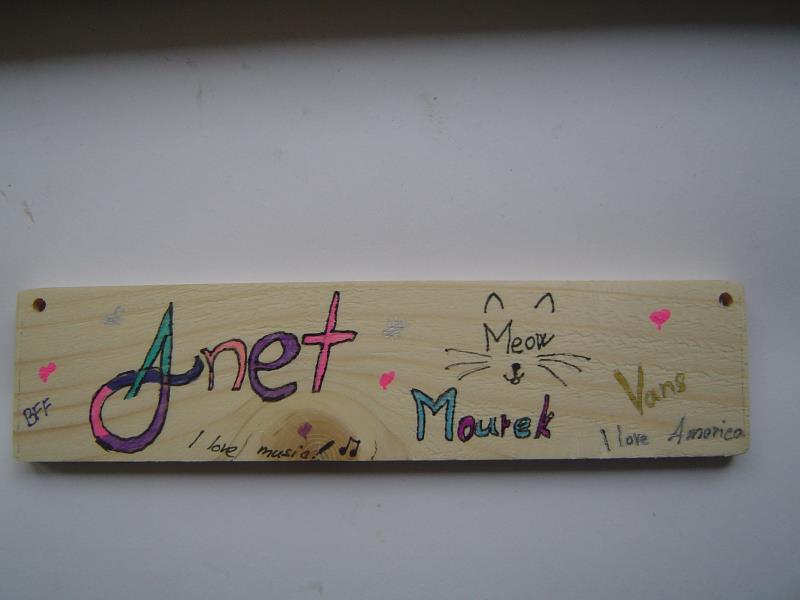 BFF
Anet
I love music!
Meow
Mourek
Vans
I love America